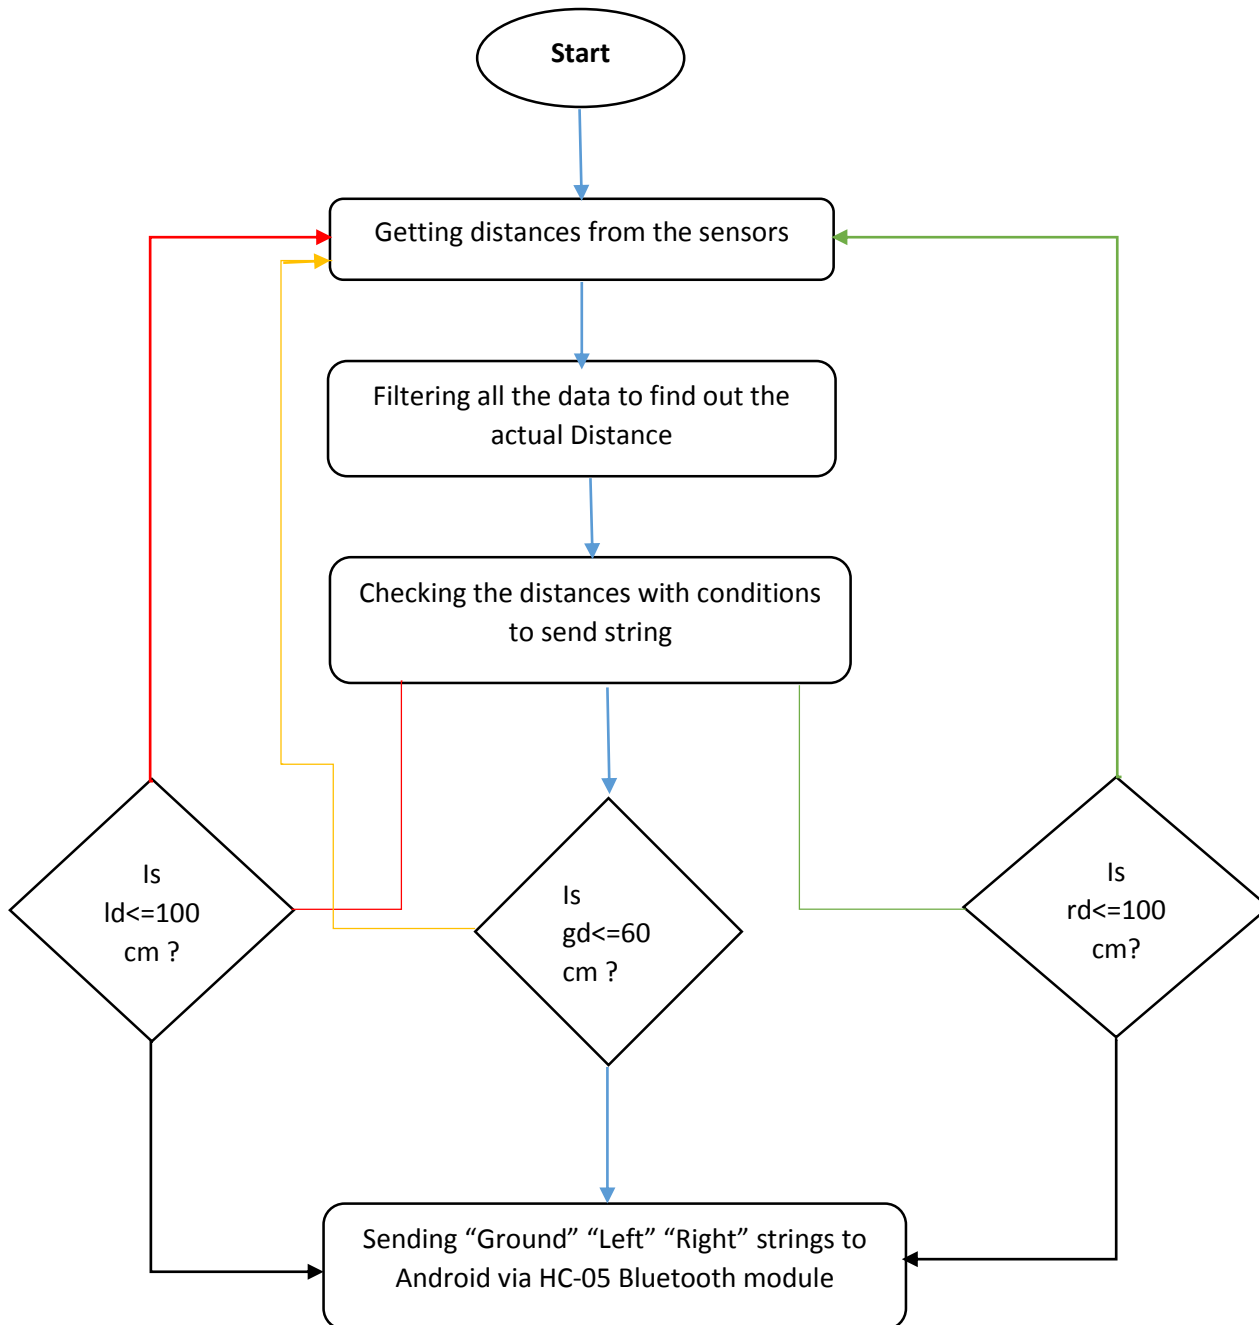 Start
Getting distances from the sensors
Filtering all the data to find out the
actual Distance
Checking the distances with conditions
to send string
Is
ld<=100
cm ?
Is
gd<=60
cm ?
Is
rd<=100
cm?
Sending “Ground” “Left” “Right” strings to
Android via HC-05 Bluetooth module